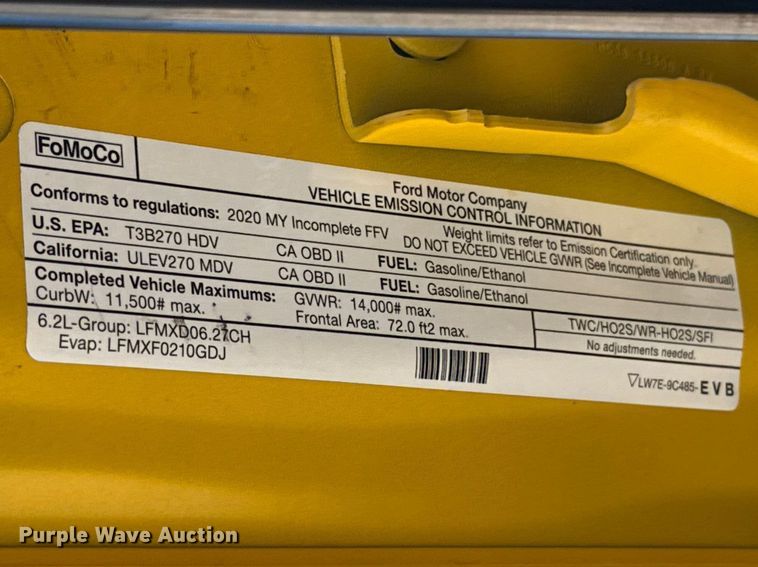 FoMoCo
Ford Motor Company
VEHICLE EMISSION CONTROL INFORMATION
Conforms to regulations: 2020 MY Incomplete FFV
Weight limits refer to Emission Certification only.
DO NOT EXCEED VEHICLE GVWR (See Incomplete Vehicle Manual)
U.S. EPA: T3B270 HDV CA OBD II FUEL: Gasoline/Ethanol
California: ULEV270 MDV CA OBD II FUEL: Gasoline/Ethanol
Completed Vehicle Maximums: GVWR: 14,000# max.
CurbW: 11,500# max. Frontal Area: 72.0 ft2 max.
TWC/HO2S/WR-HO2S/SFI
No adjustments needed.
6.2L-Group: LFMXD06.27CH
Evap: LFMXF0210GDJ
LW7E-9C485-EVB
Purple Wave Auction